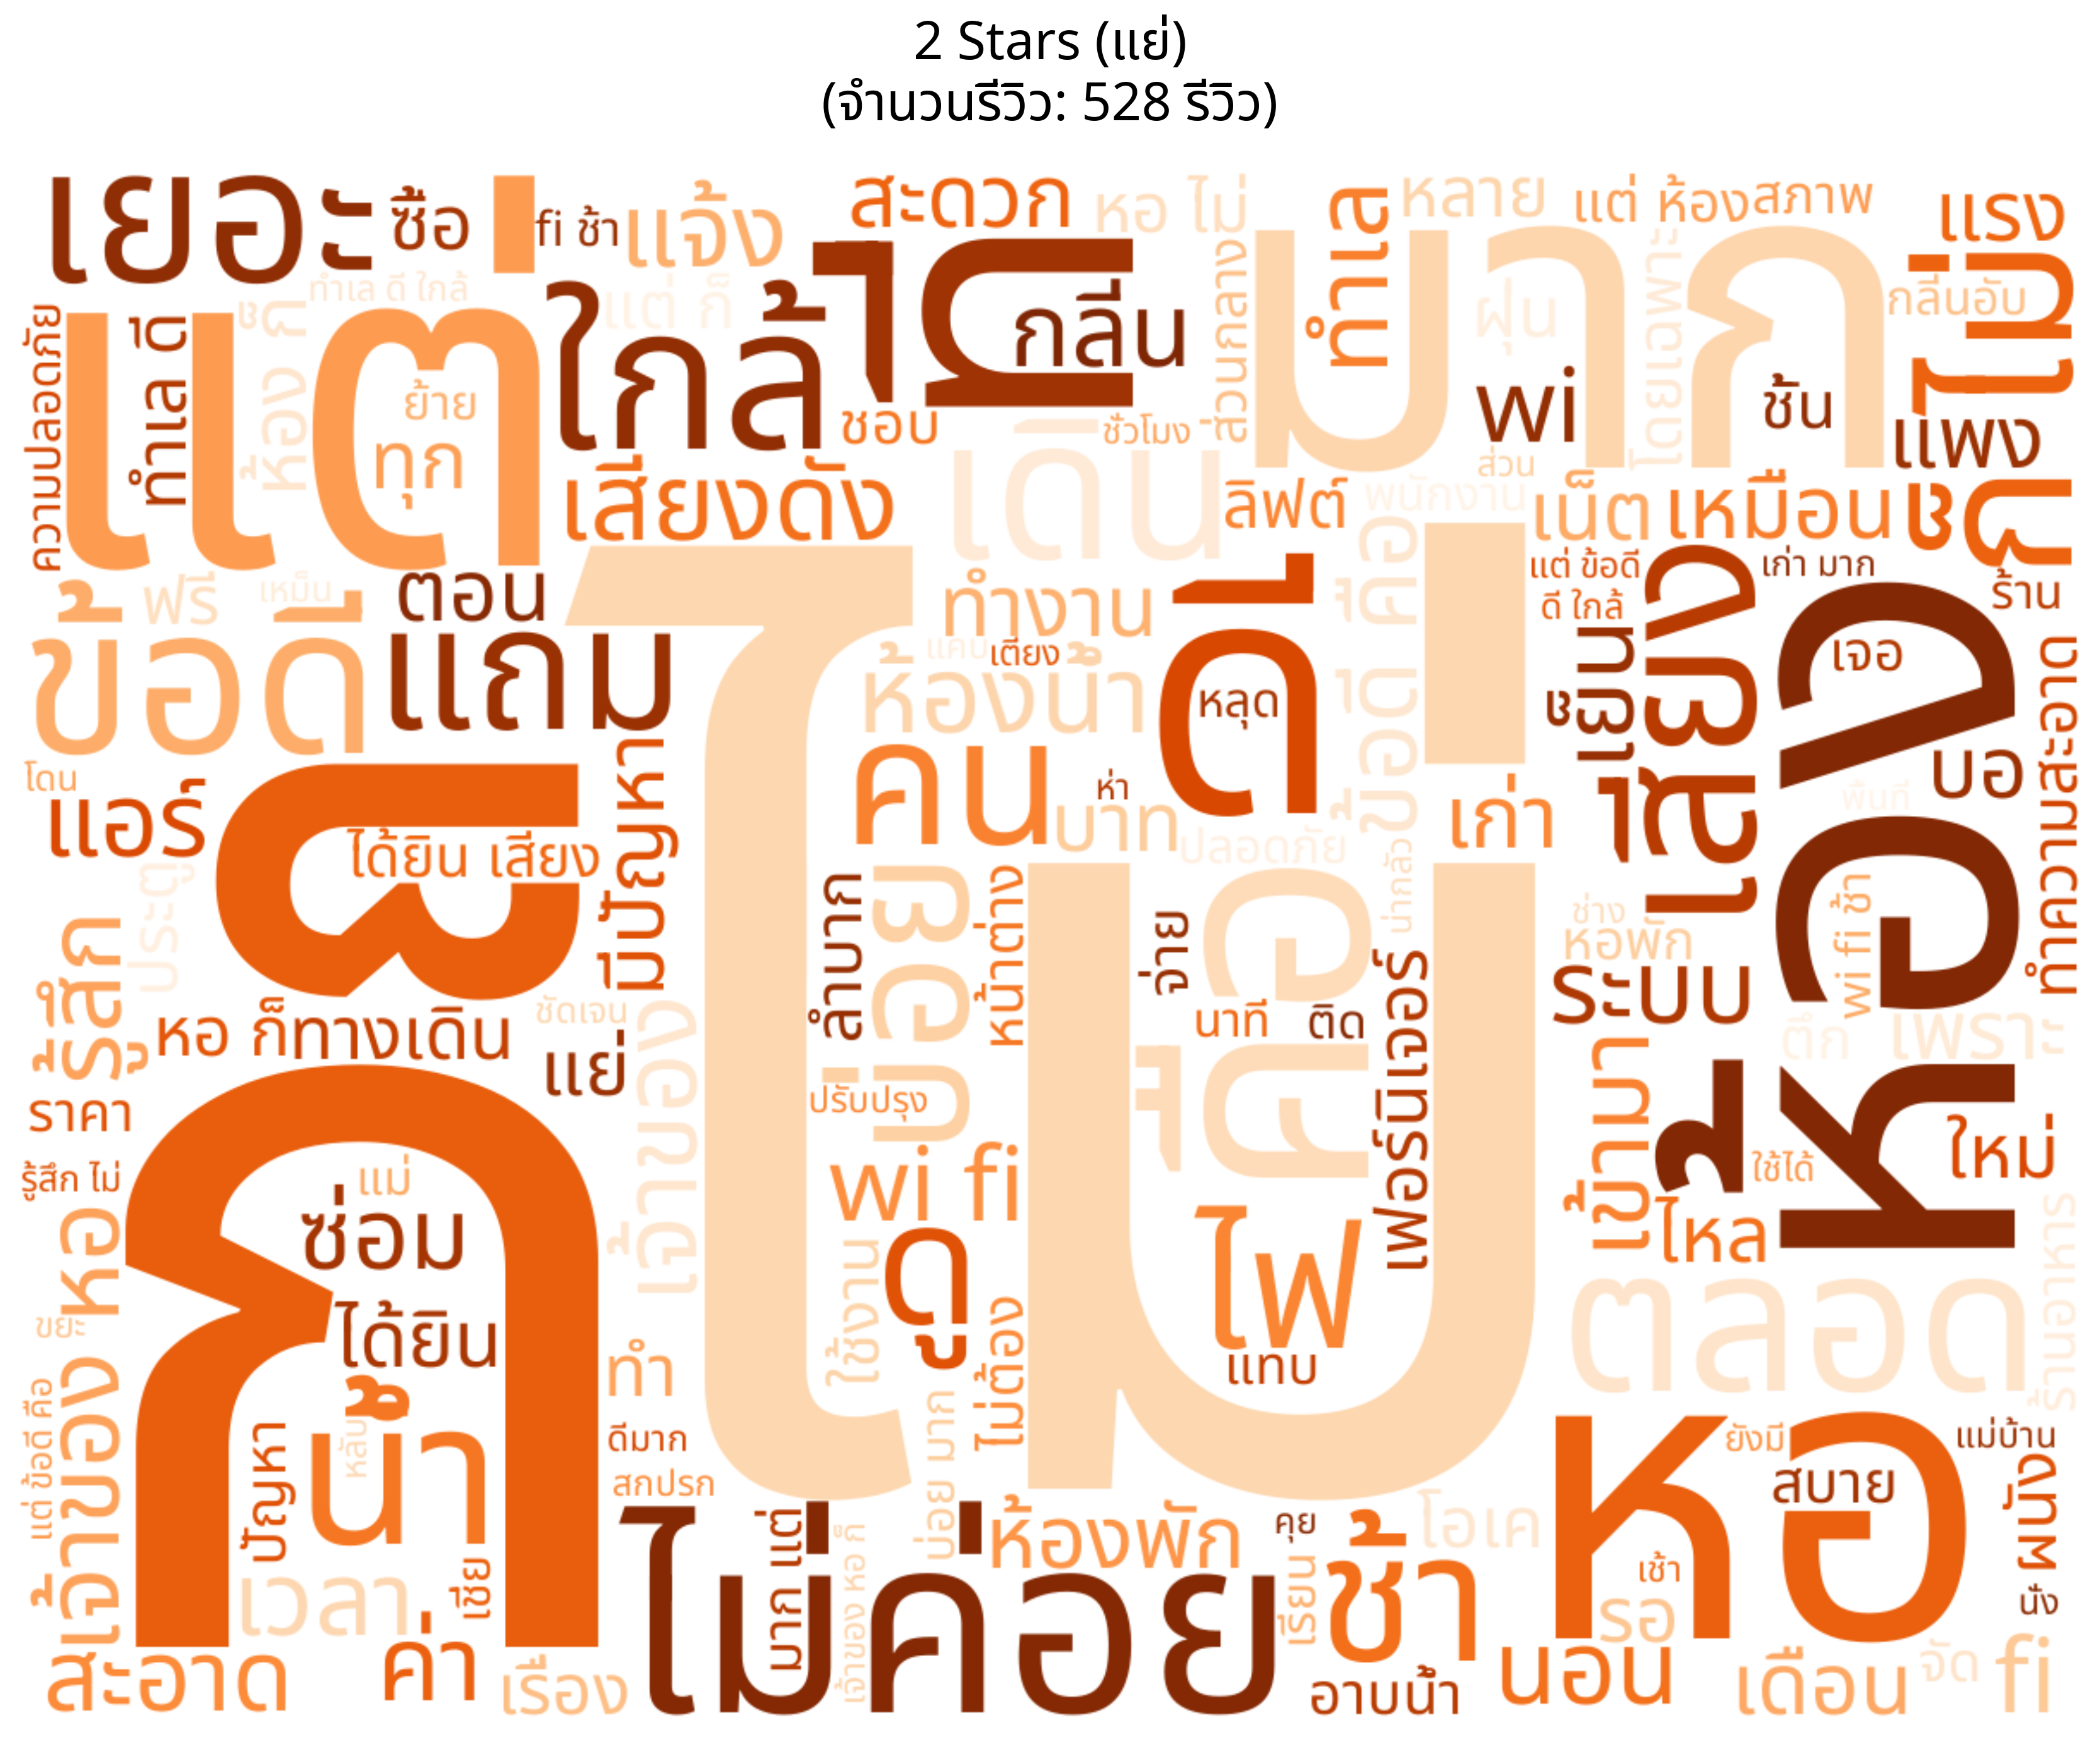 2 Stars (แย่)
(จำนวนรีวิว: 528 รีวิว)
เยอะ
ซื้อ
fi ช้า
แจ้ง
สะดวก
หอ ไม่
ทำเล
หลาย
แต่ ห้อง
สภาพ
แรง
ทำเล ดี ใกล้
แต่ ก็
ใกล้
กลิ่น
ส่วนกลาง
มาก
ฝุ่น
โดยเฉพาะ
กลิ่นอับ
ไม่มี
ความปลอดภัย
ทำเล ดี
ห้อง ก็
แต่
ย้าย
ทุก
ชอบ
ชั่วโมง
wi
ชั้น
แพง
เสียงดัง
เดิน
ลิฟต์
ส่วน
พนักงาน
เน็ต
เหมือน
แต่ ข้อดี
เก่า มาก
ร้าน
ดี ใกล้
ฟรี
เหม็น
ตอน
ข้อดี
แถม
ทำงาน
แคบ
เตียง
ห้องน้ำ
ดี
หลุด
ข้อดี คือ
เสียง
เจอ
ห้อง
ทำความสะอาด
บอ
พื้นที่
โดน
แอร์
ที่
ได้ยิน เสียง
มีปัญหา
ไม่
คน
ห่า
บาท
ปลอดภัย
เก่า
น่ากลัว
ประตู
รู้สึก
ลำบาก
หน้าต่าง
จ่าย
ช่าง
หอพัก
wi fi ช้า
ระบบ
หอ ก็
ทางเดิน
ชัดเจน
แย่
เจ้าของ
นาที
ติด
เฟอร์นิเจอร์
ตึก
เพราะ
ราคา
ปรับปรุง
เข้ามา
ใหม่
รู้สึก ไม่
แม่
ซ่อม
ได้ยิน
ก็
wi fi
ไฟ
ใช้ได้
ไหล
ขยะ
ใช้งาน
ดู
ไม่ต้อง
แทบ
ตลอด
ร้านอาหาร
เจ้าของ หอ
แต่ ข้อดี คือ
ทำ
น้ำ
หลับ
ปัญหา
ดีมาก
สกปรก
บ่อย มาก
ยังมี
แม่บ้าน
สบาย
ผนัง
หอ
เวลา
เชีย
ไม่ค่อย
มาก แต่
เจ้าของ หอ ก็
ห้องพัก
คุย
เรียน
ช้า
โอเค
เช้า
รอ
นั่ง
สะอาด
ค่า
เรื่อง
อาบน้ำ
นอน
เดือน
จัด
fi